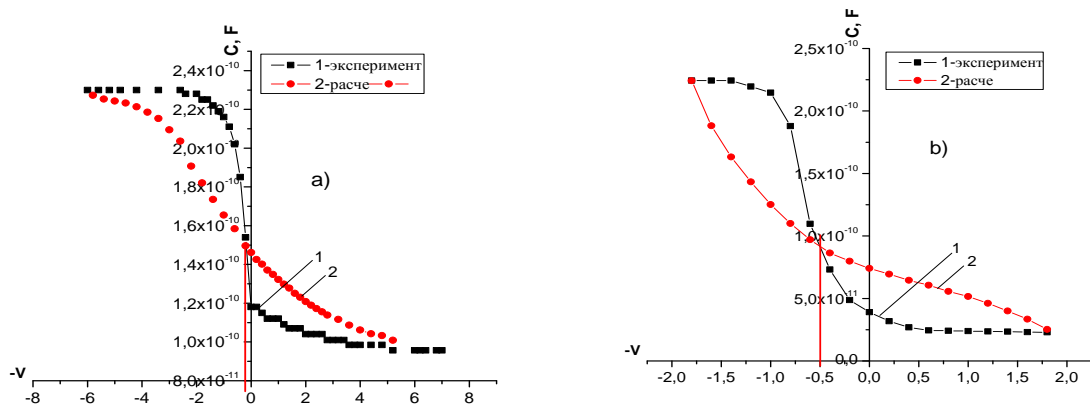 C, F
1-эксперимент
2-расче
2,4x10⁻¹⁰
2,2x10⁻¹⁰
2,0x10⁻¹⁰
1,8x10⁻¹⁰
1,6x10⁻¹⁰
1,4x10⁻¹⁰
1,2x10⁻¹⁰
1,0x10⁻¹⁰
8,0x10⁻¹¹
a)
1
2
-V
-8 -6 -4 -2 0 2 4 6 8
C, F
1-эксперимент
2-расче
2,5x10⁻¹⁰
2,0x10⁻¹⁰
1,5x10⁻¹⁰
1,0x10⁻¹⁰
5,0x10⁻¹¹
0,0
b)
1
2
-V
-2,0 -1,5 -1,0 -0,5 0,0 0,5 1,0 1,5 2,0